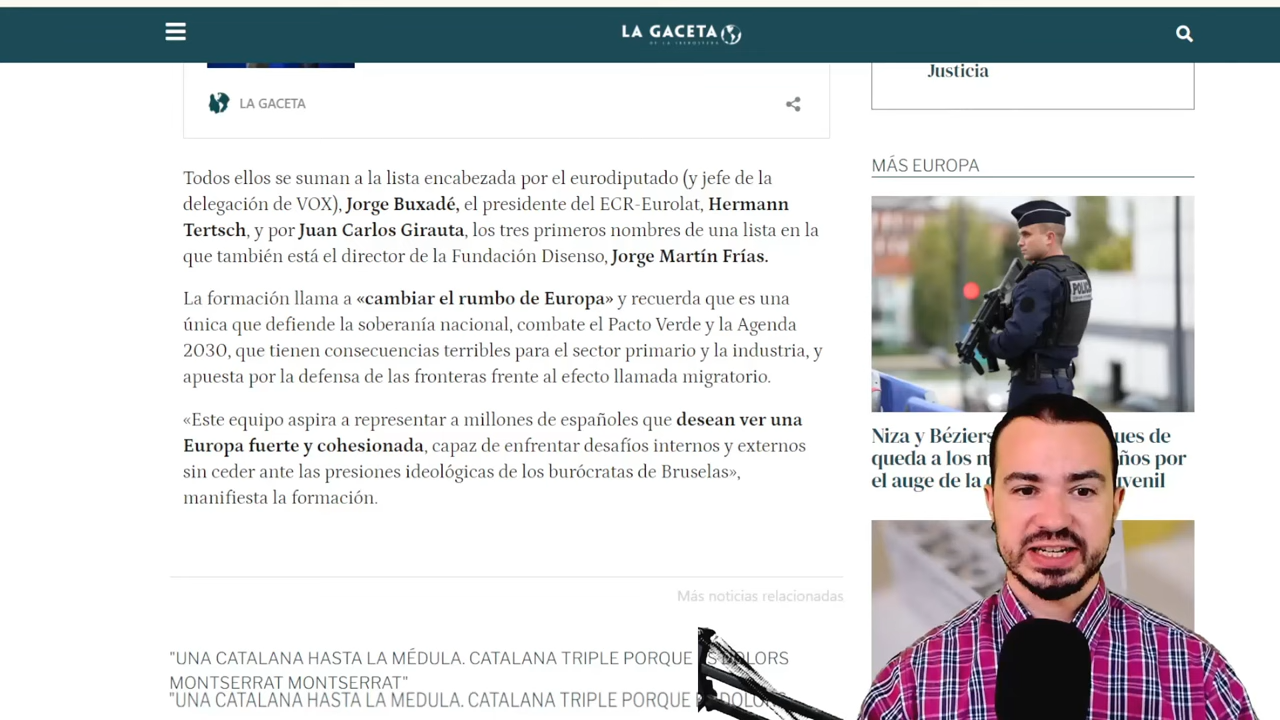 LA GACETA
Justicia
LA GACETA
Todos ellos se suman a la lista encabezada por el eurodiputado (y jefe de la
delegación de VOX), Jorge Buxadé, el presidente del ECR-Eurolat, Hermann
Tertsch, y por Juan Carlos Girauta, los tres primeros nombres de una lista en la
que también está el director de la Fundación Disenso, Jorge Martín Frías.
La formación llama a «cambiar el rumbo de Europa» y recuerda que es una
única que defiende la soberanía nacional, combate el Pacto Verde y la Agenda
2030, que tienen consecuencias terribles para el sector primario y la industria, y
apuesta por la defensa de las fronteras frente al efecto llamada migratorio.
«Este equipo aspira a representar a millones de españoles que desean ver una
Europa fuerte y cohesionada, capaz de enfrentar desafíos internos y externos
sin ceder ante las presiones ideológicas de los burócratas de Bruselas»,
manifiesta la formación.
MÁS EUROPA
POLICE
Niza y Béziers ues de
queda a los m ños por
el auge de la uvenil
Más noticias relacionadas
"UNA CATALANA HASTA LA MÉDULA. CATALANA TRIPLE PORQUE DOLORS
MONTSERRAT MONTSERRAT"
"UNA CATALANA HASTA LA MEDULA. CATALANA TRIPLE PORQUE